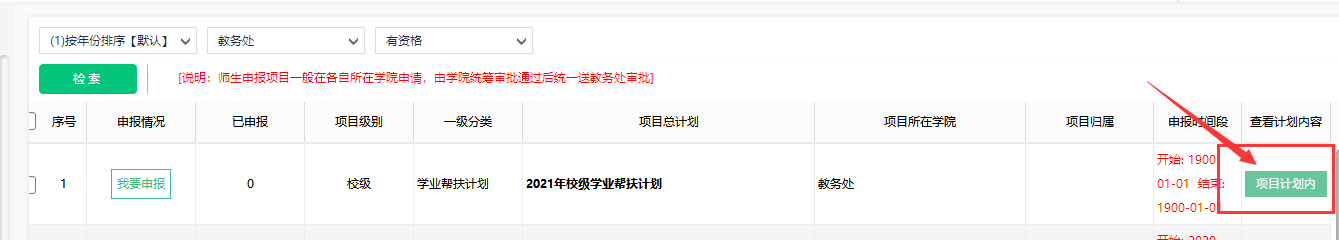 (1)按年份排序【默认】 教务处 有资格
检 索 [说明：师生申报项目一般在各自所在学院申请，由学院统筹审批通过后统一送教务处审批]
序号 申报情况 已申报 项目级别 一级分类 项目总计划 项目所在学院 项目归属 申报时间段 查看计划内容
开始: 1900-
1 我要申报 0 校级 学业帮扶计划 2021年校级学业帮扶计划 教务处 01-01 结束: 项目计划内
1900-01-01